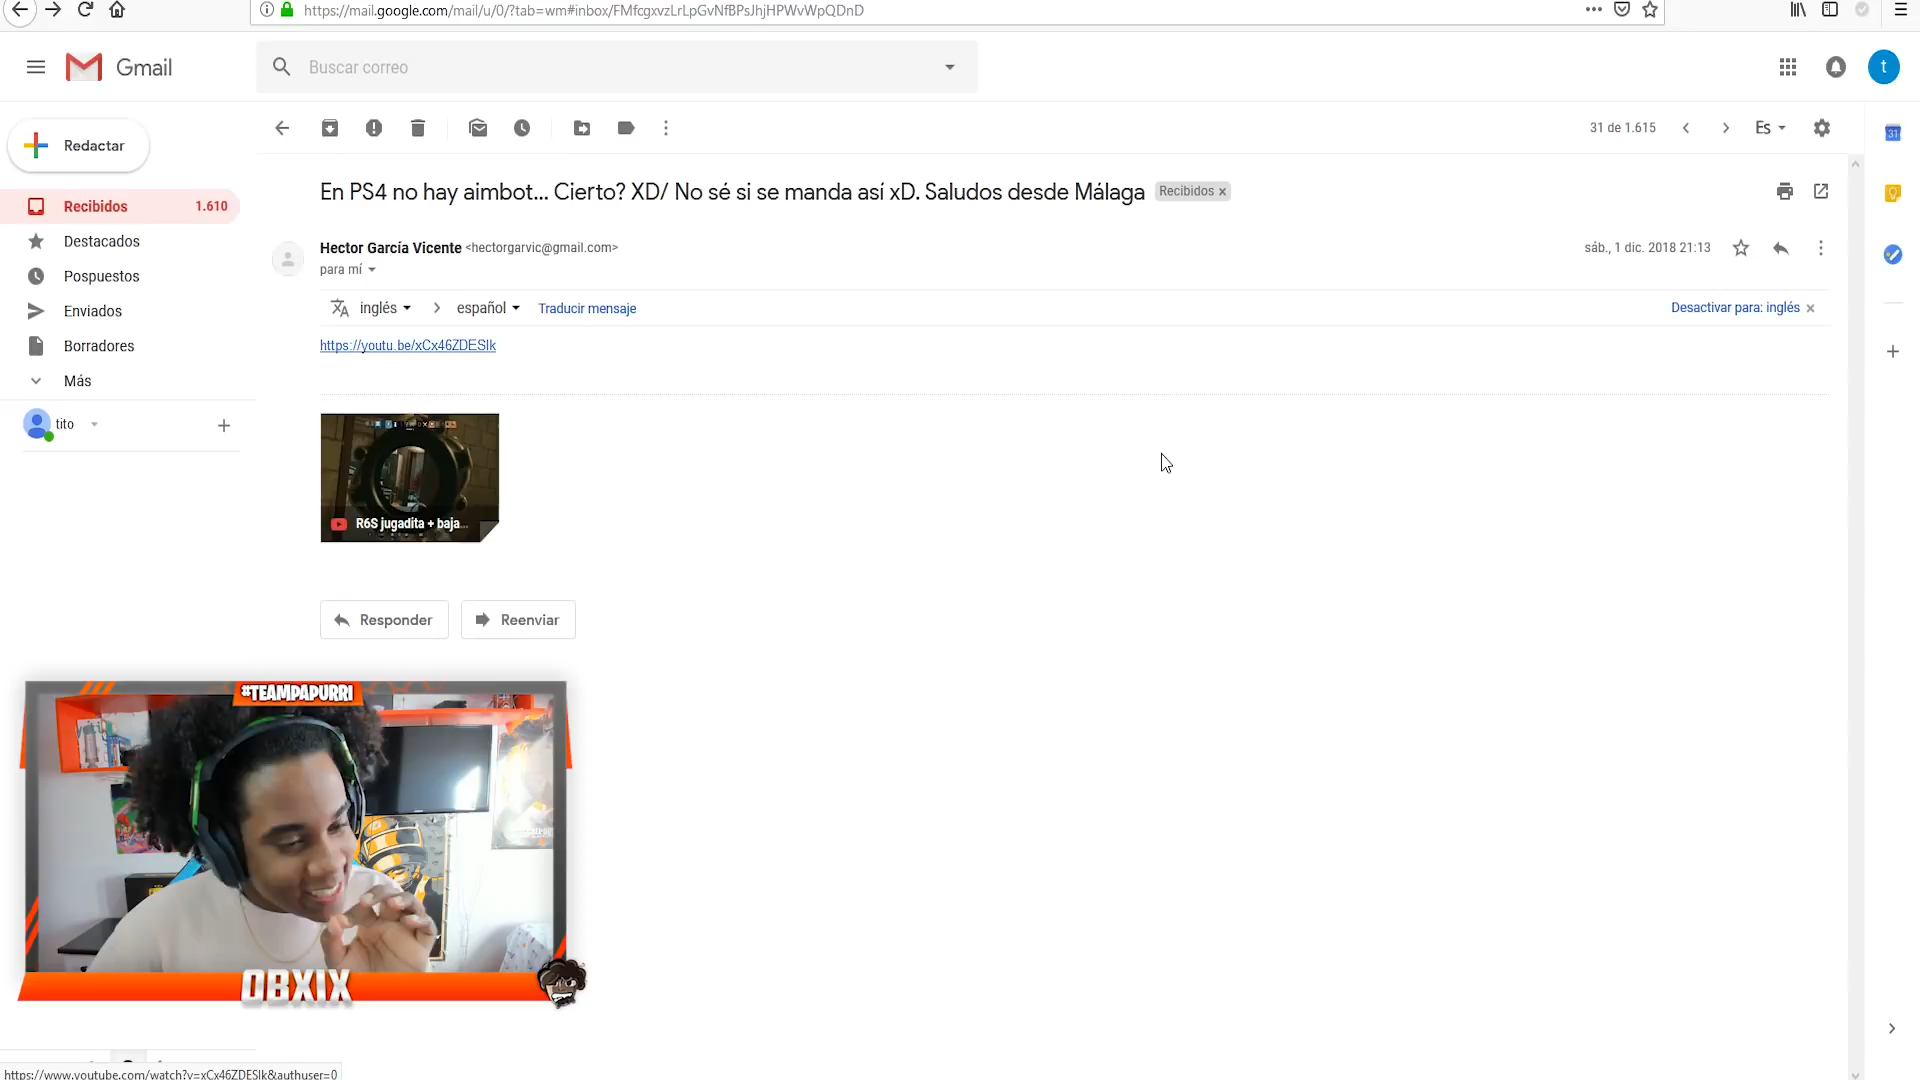 https://mail.google.com/mail/u/0/?tab=wm#inbox/FMfcgxvzLrLpGvNfBPsJhjHPWvWpQDnD
Gmail
Buscar correo
t
Redactar
31 de 1.615
Es
31
Recibidos 1.610
Destacados
Pospuestos
Enviados
Borradores
Más
tito
En PS4 no hay aimbot... Cierto? XD/ No sé si se manda así xD. Saludos desde Málaga
Recibidos x
Hector García Vicente <hectorgarvic@gmail.com>
sáb., 1 dic. 2018 21:13
para mí
inglés > español Traducir mensaje
Desactivar para: inglés x
https://youtu.be/xCx46ZDESlk
R6S jugadita + baja...
Responder
Reenviar
#TEAMPAPURRI
OBXIX
https://www.youtube.com/watch?v=xCx46ZDESlk&authuser=0